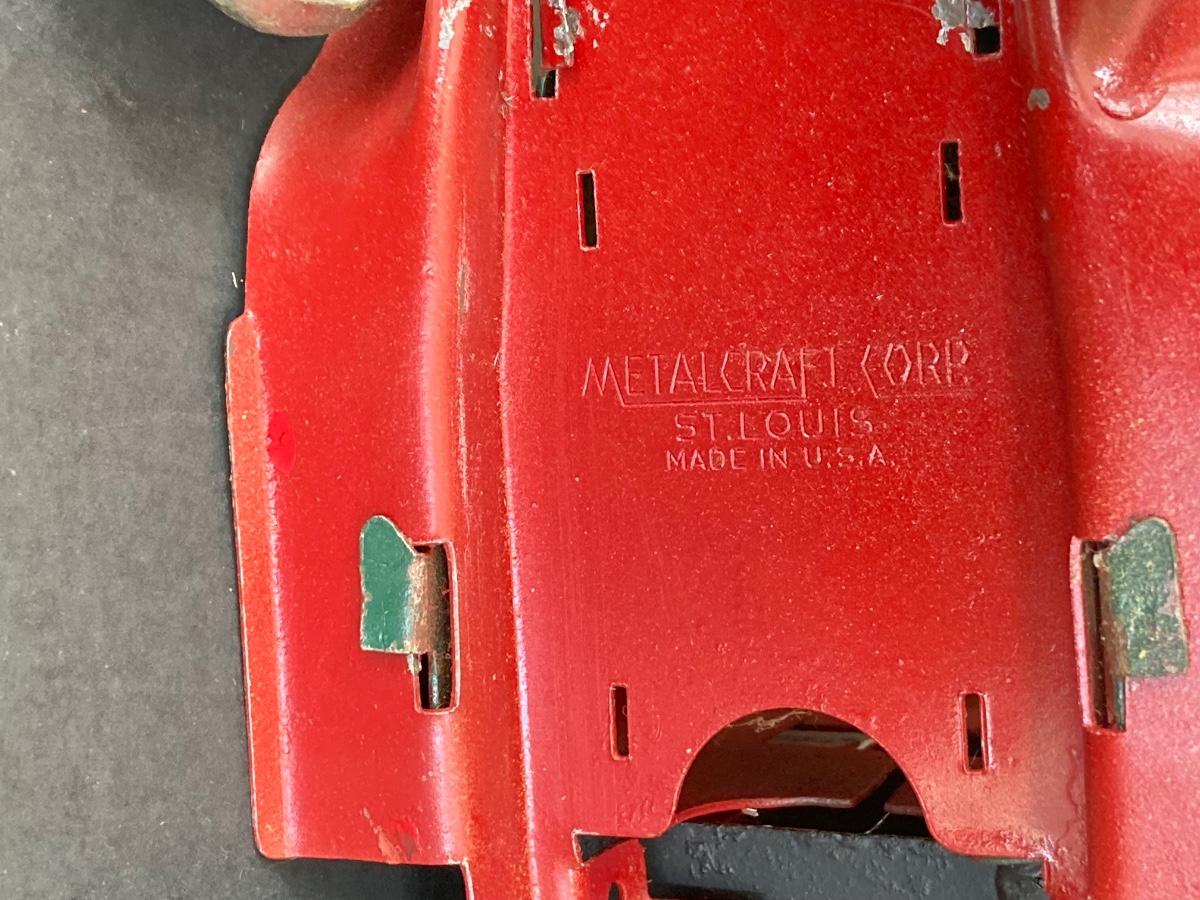 METALCRAFT CORP.
ST. LOUIS
MADE IN U.S.A.